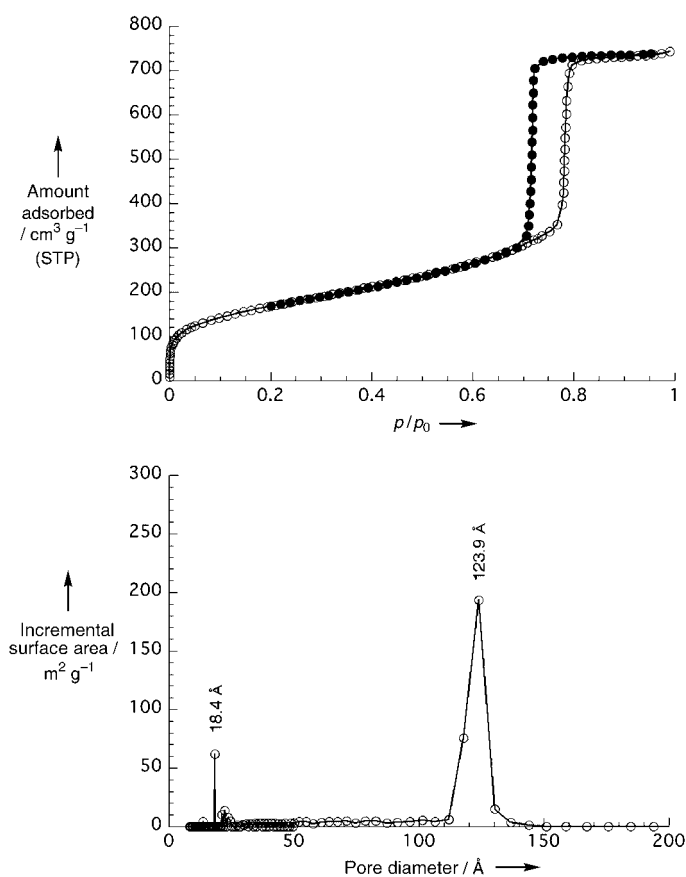 800
700
600
500
400
300
200
100
0
Amount
adsorbed
/ cm³ g⁻¹
(STP)
0 0.2 0.4 0.6 0.8 1
p/p₀
300
250
200
150
100
50
0
Incremental
surface area /
m² g⁻¹
18.4 Å
123.9 Å
0 50 100 150 200
Pore diameter / Å